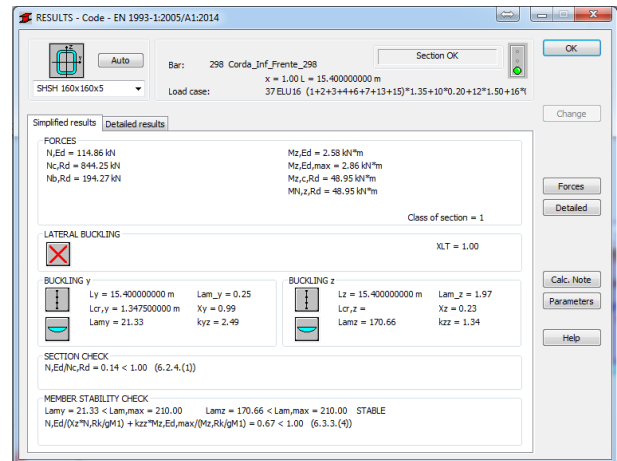 RESULTS - Code - EN 1993-1:2005/A1:2014
Auto
SHSH 160x160x5
Bar: 298 Corda_Inf_Frente_298
Section OK
x = 1.00 L = 15.400000000 m
Load case: 37 ELU16 (1+2+3+4+6+7+13+15)*1.35+10*0.20+12*1.50+16*(
OK
Change
Simplified results Detailed results
FORCES
N,Ed = 114.86 kN Mz,Ed = 2.58 kN*m
Nc,Rd = 844.25 kN Mz,Ed,max = 2.86 kN*m
Nb,Rd = 194.27 kN Mz,c,Rd = 48.95 kN*m
MN,z,Rd = 48.95 kN*m
Class of section = 1
Forces
Detailed
LATERAL BUCKLING
XLT = 1.00
BUCKLING y
Ly = 15.400000000 m Lam_y = 0.25
Lcr,y = 1.347500000 m Xy = 0.99
Lamy = 21.33 kyz = 2.49
BUCKLING z
Lz = 15.400000000 m Lam_z = 1.97
Lcr,z = Xz = 0.23
Lamz = 170.66 kzz = 1.34
Calc. Note
Parameters
Help
SECTION CHECK
N,Ed/Nc,Rd = 0.14 < 1.00 (6.2.4.(1))
MEMBER STABILITY CHECK
Lamy = 21.33 < Lam,max = 210.00 Lamz = 170.66 < Lam,max = 210.00 STABLE
N,Ed/(Xz*N,Rk/gM1) + kzz*Mz,Ed,max/(Mz,Rk/gM1) = 0.67 < 1.00 (6.3.3.(4))